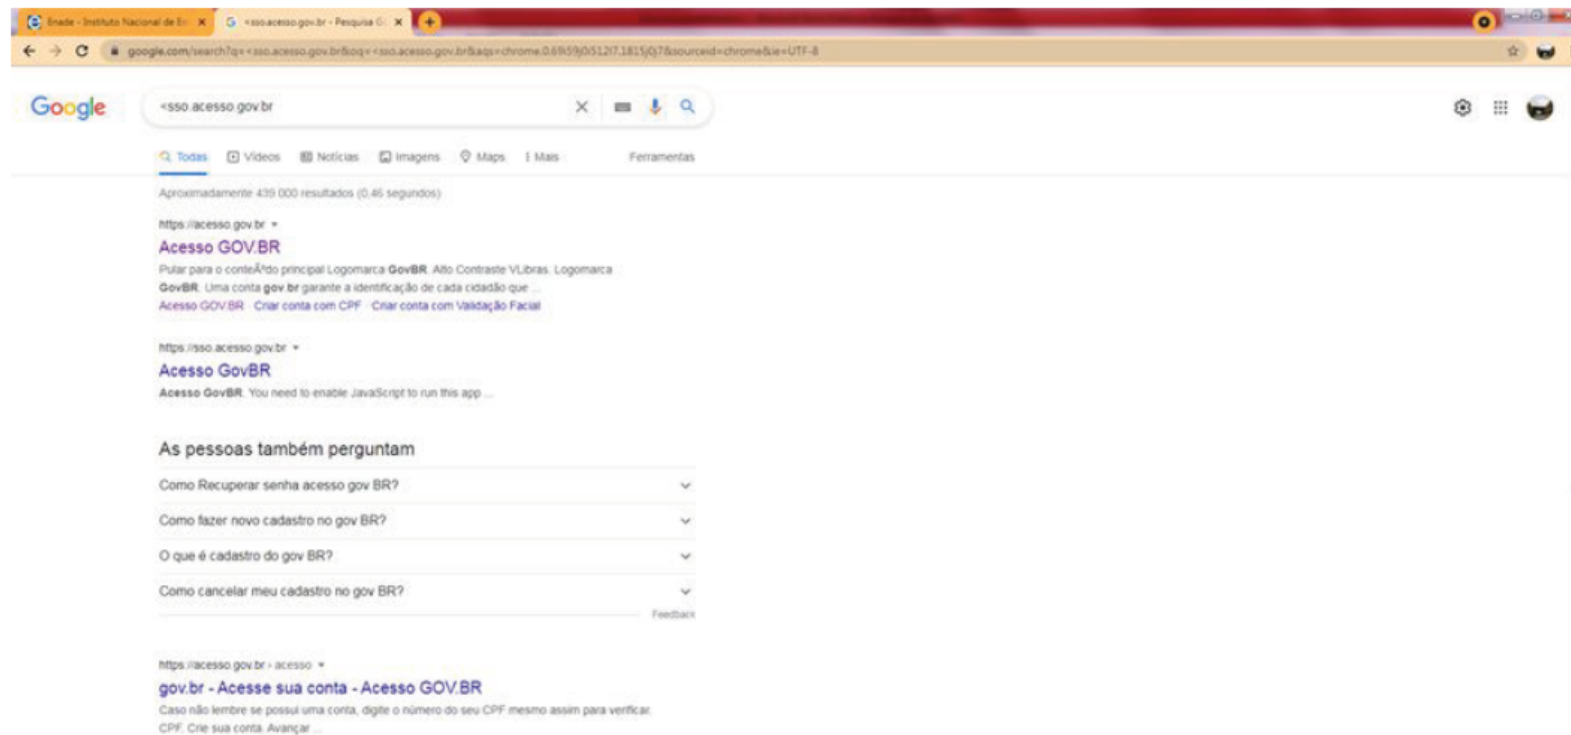 Enade - Instituto Nacional de E
<sso.acesso.gov.br - Pesquisa G
google.com/search?q=<sso.acesso.gov.br&oq=<sso.acesso.gov.br&aqs=chrome.0.69i59j0i512l7.1815j0j7&sourceid=chrome&ie=UTF-8
Google
<sso.acesso.gov.br
Todas Vídeos Notícias Imagens Maps Mais Ferramentas
Aproximadamente 439.000 resultados (0,46 segundos)
https://acesso.gov.br
Acesso GOV.BR
Pular para o conteÃºdo principal Logomarca GovBR. Alto Contraste VLibras. Logomarca
GovBR. Uma conta gov.br garante a identificação de cada cidadão que ...
Acesso GOV.BR · Criar conta com CPF · Criar conta com Validação Facial
https://sso.acesso.gov.br
Acesso GovBR
Acesso GovBR. You need to enable JavaScript to run this app ...
As pessoas também perguntam
Como Recuperar senha acesso gov BR?
Como fazer novo cadastro no gov BR?
O que é cadastro do gov BR?
Como cancelar meu cadastro no gov BR?
Feedback
https://acesso.gov.br › acesso
gov.br - Acesse sua conta - Acesso GOV.BR
Caso não lembre se possui uma conta, digite o número do seu CPF mesmo assim para verificar.
CPF. Crie sua conta. Avançar ...